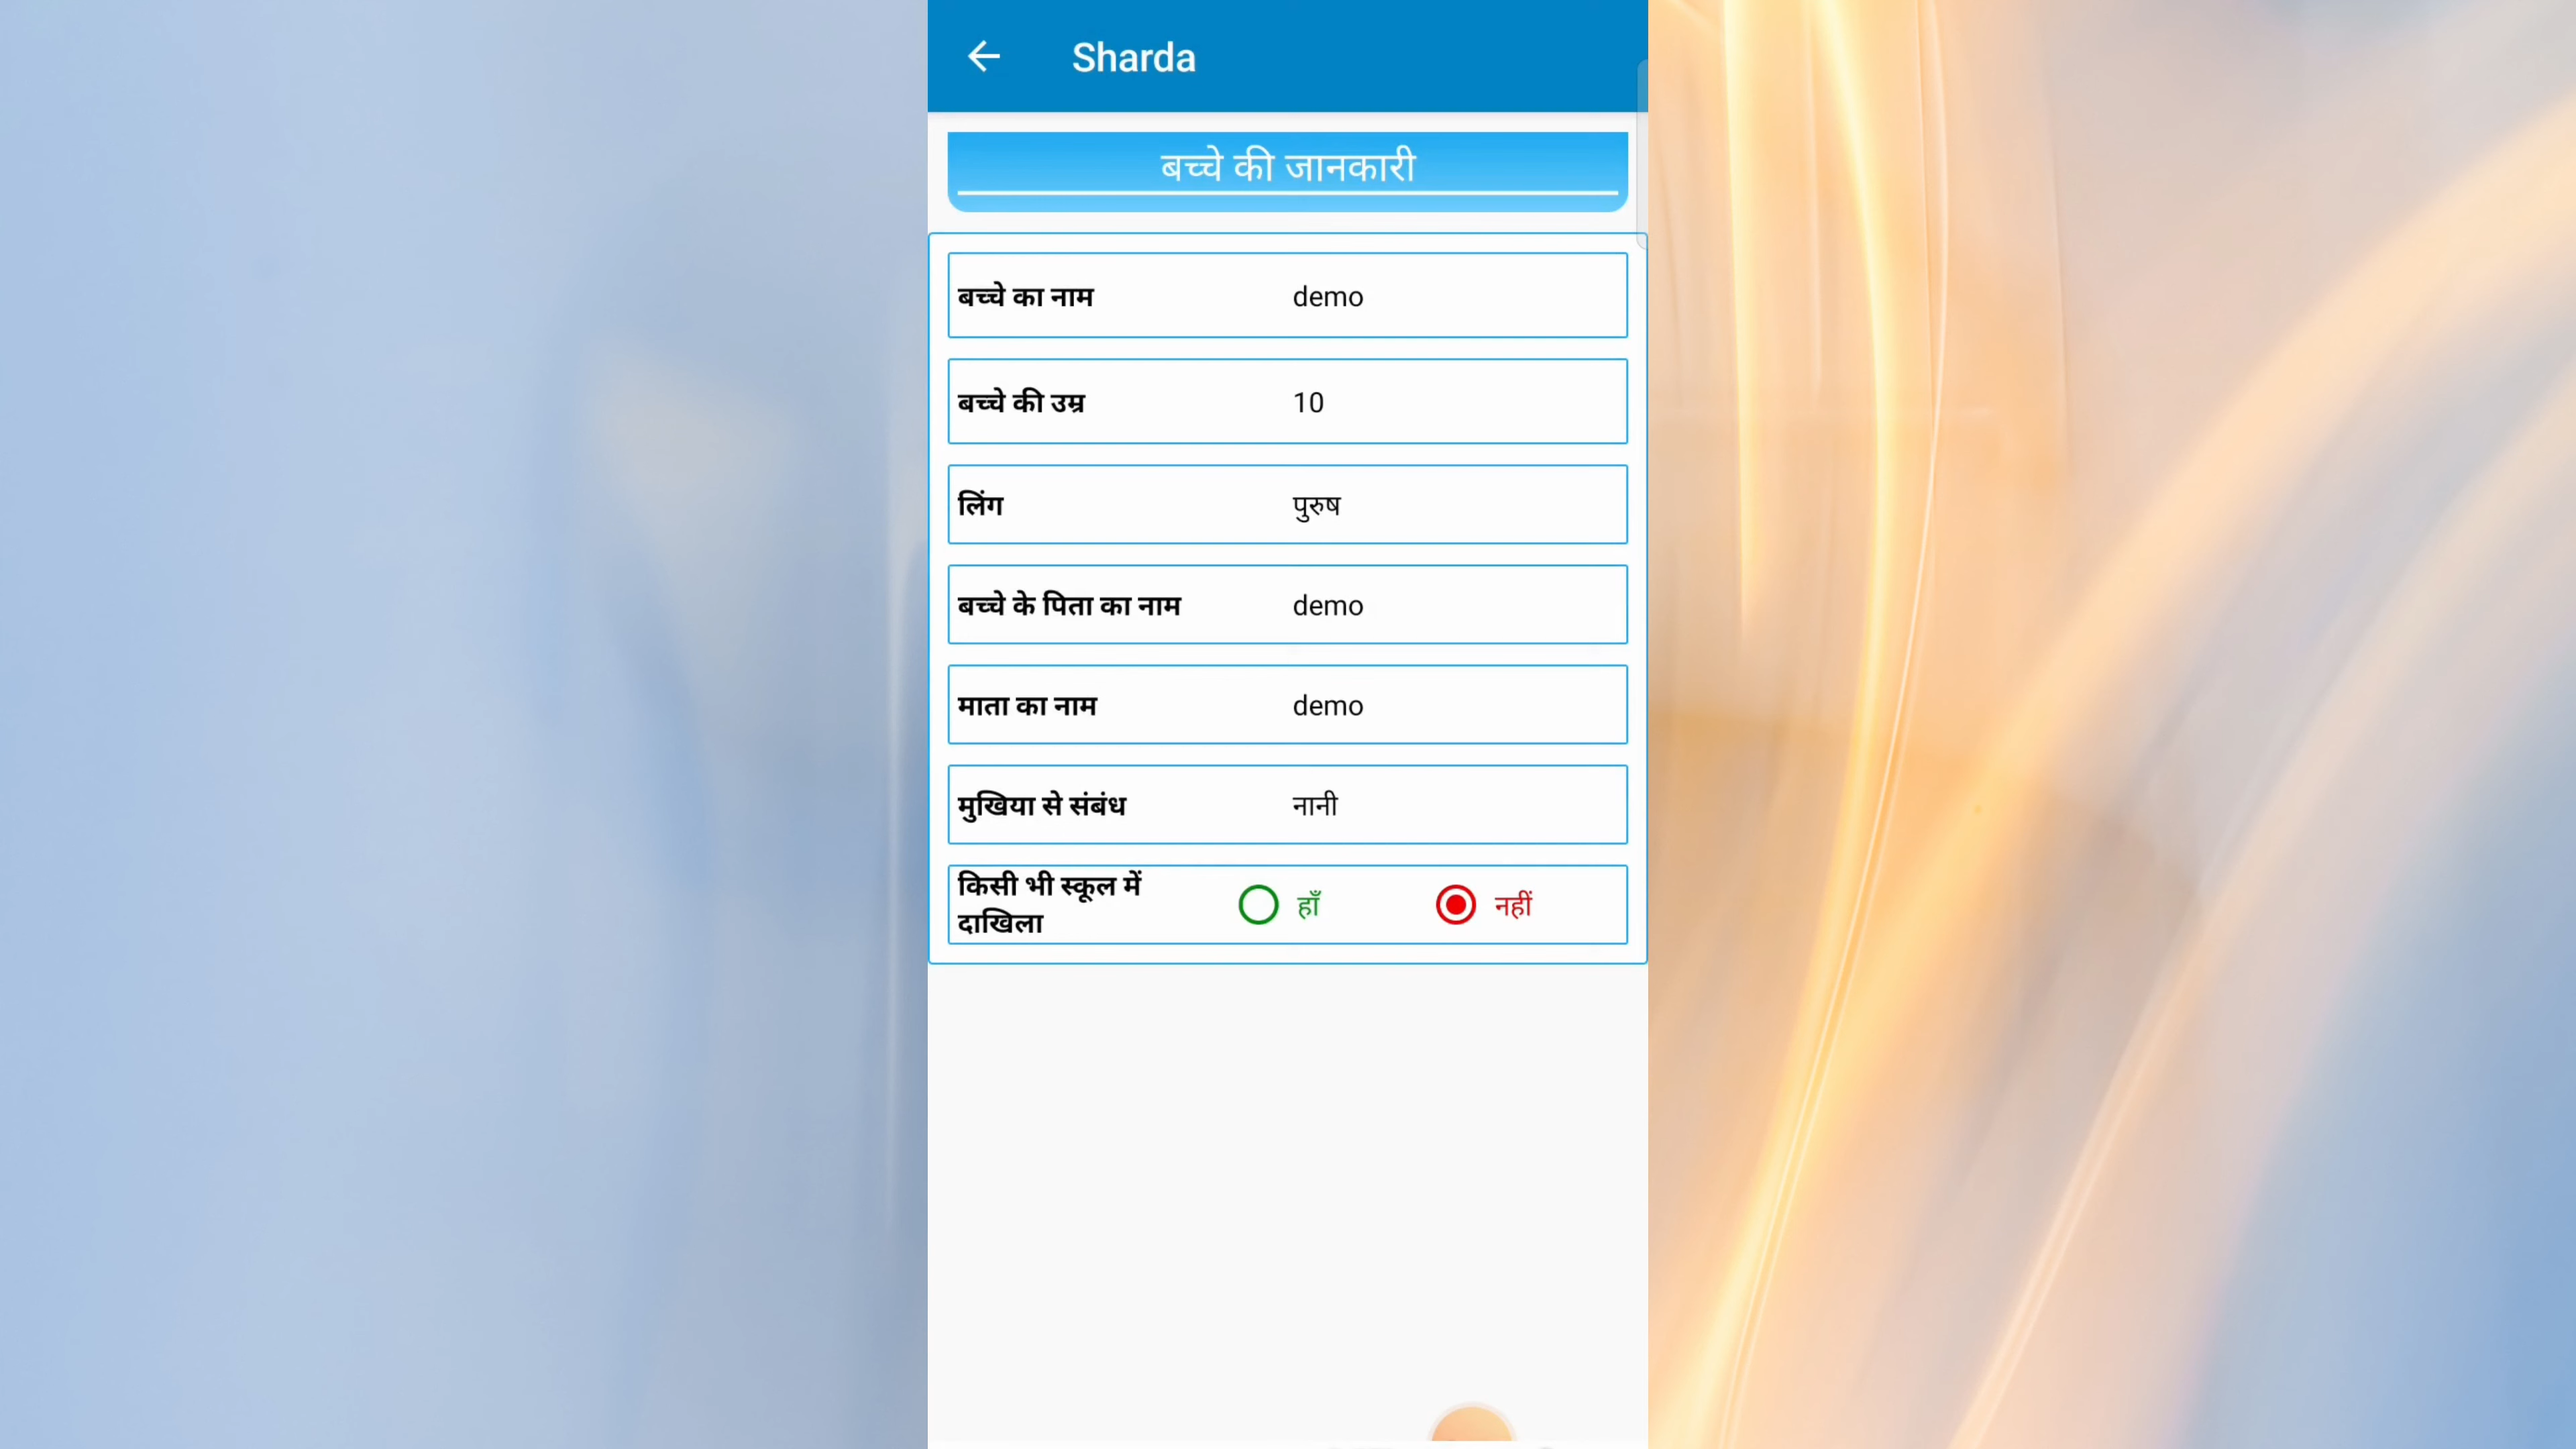 Sharda
बच्चे की जानकारी
बच्चे का नाम demo
बच्चे की उम्र 10
लिंग पुरुष
बच्चे के पिता का नाम demo
माता का नाम demo
मुखिया से संबंध नानी
किसी भी स्कूल में
दाखिला हाँ नहीं